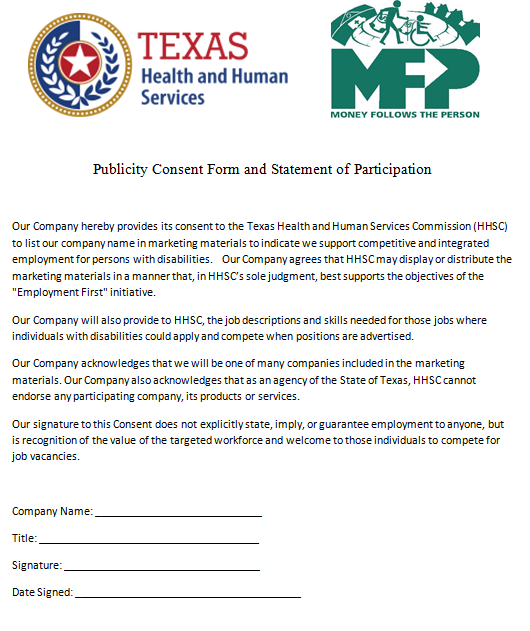 TEXAS
Health and Human
Services
MFP
MONEY FOLLOWS THE PERSON
Publicity Consent Form and Statement of Participation
Our Company hereby provides its consent to the Texas Health and Human Services Commission (HHSC)
to list our company name in marketing materials to indicate we support competitive and integrated
employment for persons with disabilities. Our Company agrees that HHSC may display or distribute the
marketing materials in a manner that, in HHSC's sole judgment, best supports the objectives of the
"Employment First" initiative.
Our Company will also provide to HHSC, the job descriptions and skills needed for those jobs where
individuals with disabilities could apply and compete when positions are advertised.
Our Company acknowledges that we will be one of many companies included in the marketing
materials. Our Company also acknowledges that as an agency of the State of Texas, HHSC cannot
endorse any participating company, its products or services.
Our signature to this Consent does not explicitly state, imply, or guarantee employment to anyone, but
is recognition of the value of the targeted workforce and welcome to those individuals to compete for
job vacancies.
Company Name:
Title:
Signature:
Date Signed: